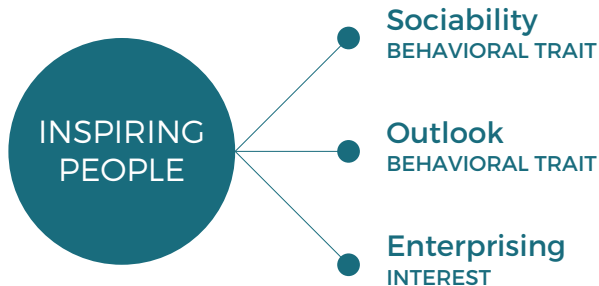 INSPIRING
PEOPLE
Sociability
BEHAVIORAL TRAIT
Outlook
BEHAVIORAL TRAIT
Enterprising
INTEREST